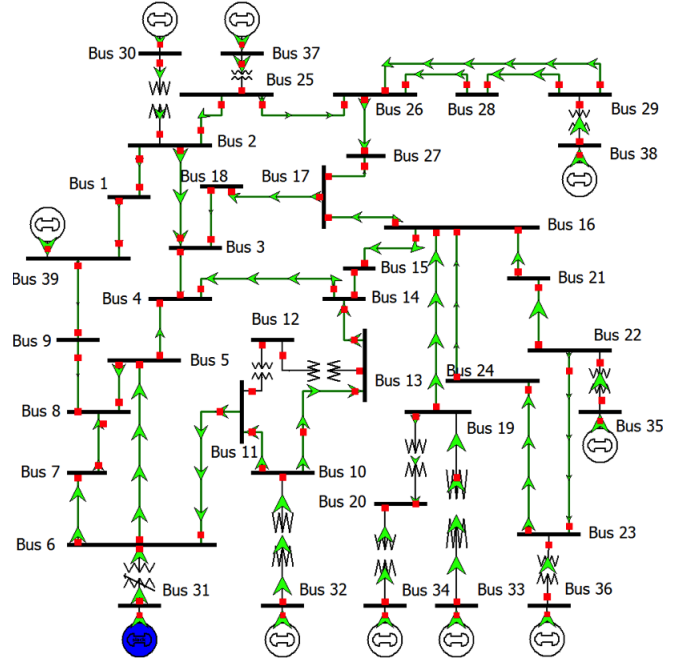 Bus 30
Bus 37
Bus 25
Bus 26
Bus 28
Bus 29
Bus 2
Bus 27
Bus 38
Bus 18
Bus 17
Bus 1
Bus 16
Bus 3
Bus 15
Bus 39
Bus 21
Bus 4
Bus 14
Bus 12
Bus 22
Bus 9
Bus 5
Bus 24
Bus 13
Bus 8
Bus 35
Bus 19
Bus 11
Bus 7
Bus 10
Bus 20
Bus 6
Bus 23
Bus 31
Bus 32
Bus 34
Bus 33
Bus 36